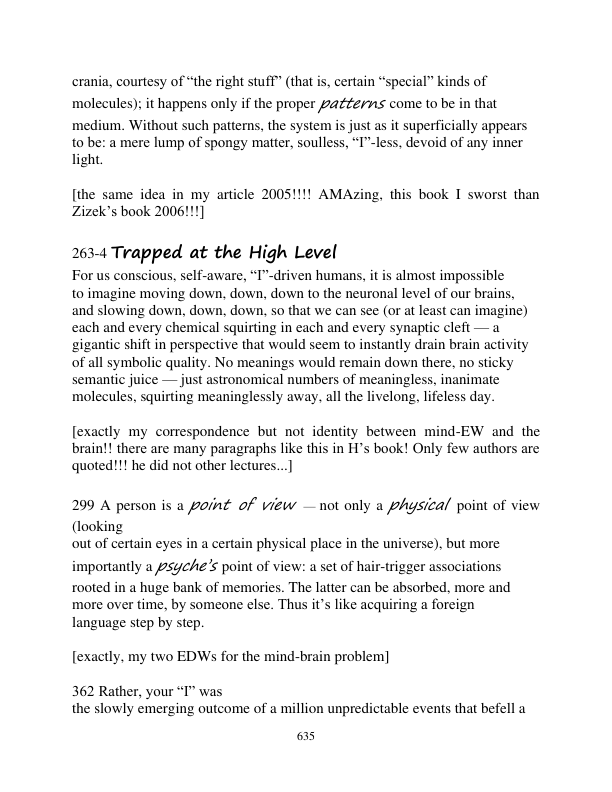 crania, courtesy of “the right stuff” (that is, certain “special” kinds of
molecules); it happens only if the proper patterns come to be in that
medium. Without such patterns, the system is just as it superficially appears
to be: a mere lump of spongy matter, soulless, “I”-less, devoid of any inner
light.
[the same idea in my article 2005!!!! AMAzing, this book I sworst than
Zizek’s book 2006!!!]
263-4 Trapped at the High Level
For us conscious, self-aware, “I”-driven humans, it is almost impossible
to imagine moving down, down, down to the neuronal level of our brains,
and slowing down, down, down, so that we can see (or at least can imagine)
each and every chemical squirting in each and every synaptic cleft — a
gigantic shift in perspective that would seem to instantly drain brain activity
of all symbolic quality. No meanings would remain down there, no sticky
semantic juice — just astronomical numbers of meaningless, inanimate
molecules, squirting meaninglessly away, all the livelong, lifeless day.
[exactly my correspondence but not identity between mind-EW and the
brain!! there are many paragraphs like this in H’s book! Only few authors are
quoted!!! he did not other lectures...]
299 A person is a point of view — not only a physical point of view
(looking
out of certain eyes in a certain physical place in the universe), but more
importantly a psyche’s point of view: a set of hair-trigger associations
rooted in a huge bank of memories. The latter can be absorbed, more and
more over time, by someone else. Thus it’s like acquiring a foreign
language step by step.
[exactly, my two EDWs for the mind-brain problem]
362 Rather, your “I” was
the slowly emerging outcome of a million unpredictable events that befell a
635